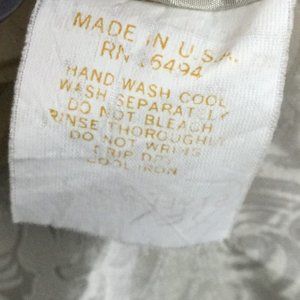 MADE IN U.S.A.
RN 6494
HAND WASH COOL
WASH SEPARATELY
DO NOT BLEACH
RINSE THOROUGHLY
DO NOT WRING
DRIP DRY
COOL IRON